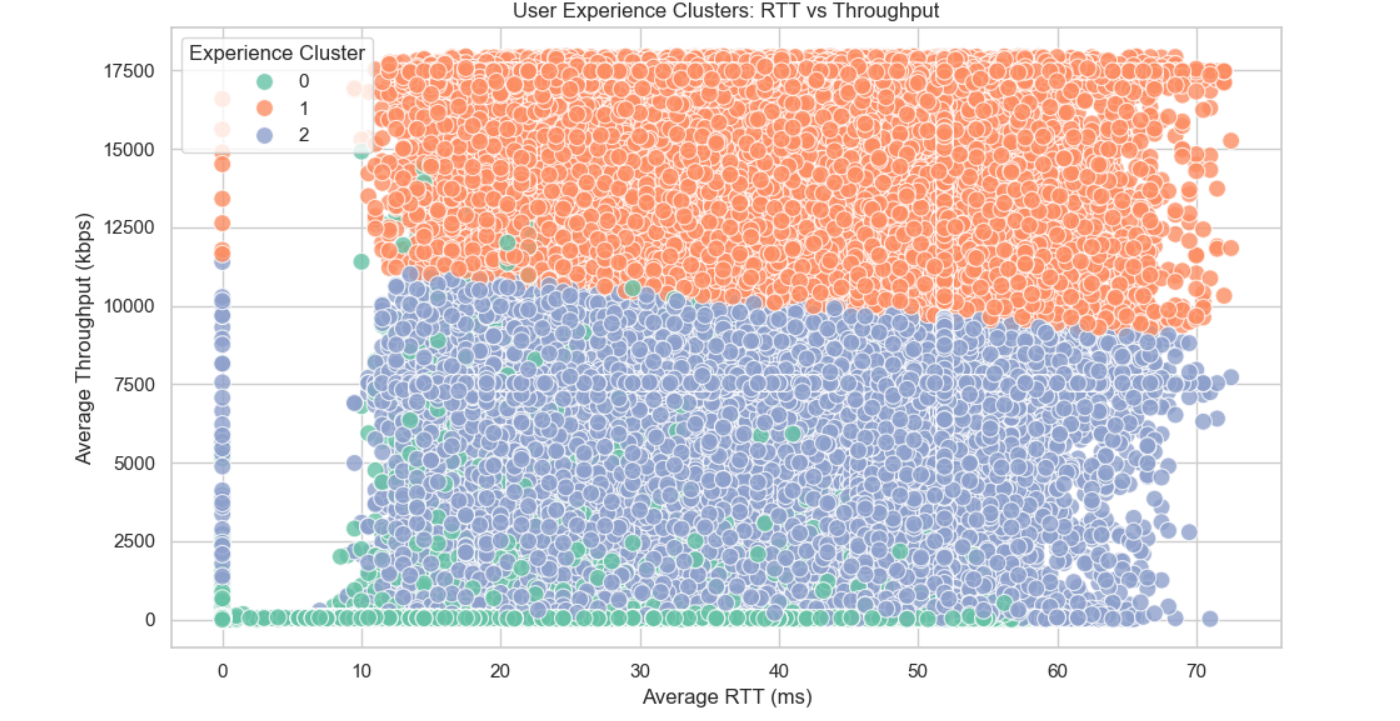 User Experience Clusters: RTT vs Throughput
Experience Cluster
0
1
2
17500
15000
12500
10000
7500
5000
2500
0
Average Throughput (kbps)
0 10 20 30 40 50 60 70
Average RTT (ms)